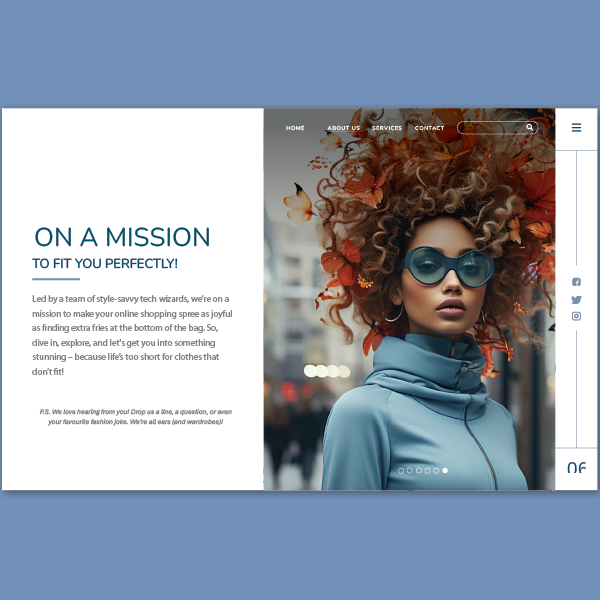 HOME ABOUT US SERVICES CONTACT
ON A MISSION
TO FIT YOU PERFECTLY!
Led by a team of style-savvy tech wizards, we're on a
mission to make your online shopping spree as joyful
as finding extra fries at the bottom of the bag. So,
dive in, explore, and let's get you into something
stunning – because life's too short for clothes that
don't fit!
P.S. We love hearing from you! Drop us a line, a question, or even
your favourite fashion joke. We're all ears (and wardrobes)!
06